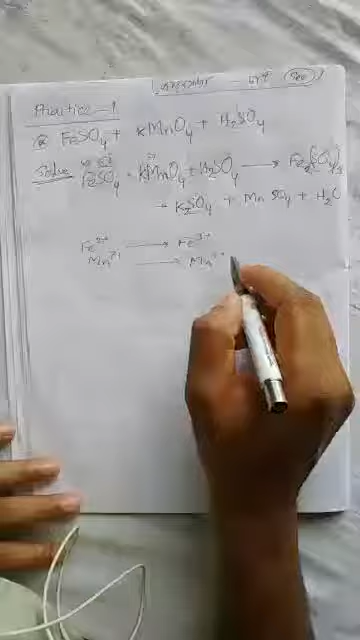 Practice-1
FeSO4 + KMnO4 + H2SO4
Solve FeSO4 + KMnO4 + H2SO4 → Fe2(SO4)3
+ K2SO4 + MnSO4 + H2O
Fe2+ → Fe3+
Mn7+ → Mn2+